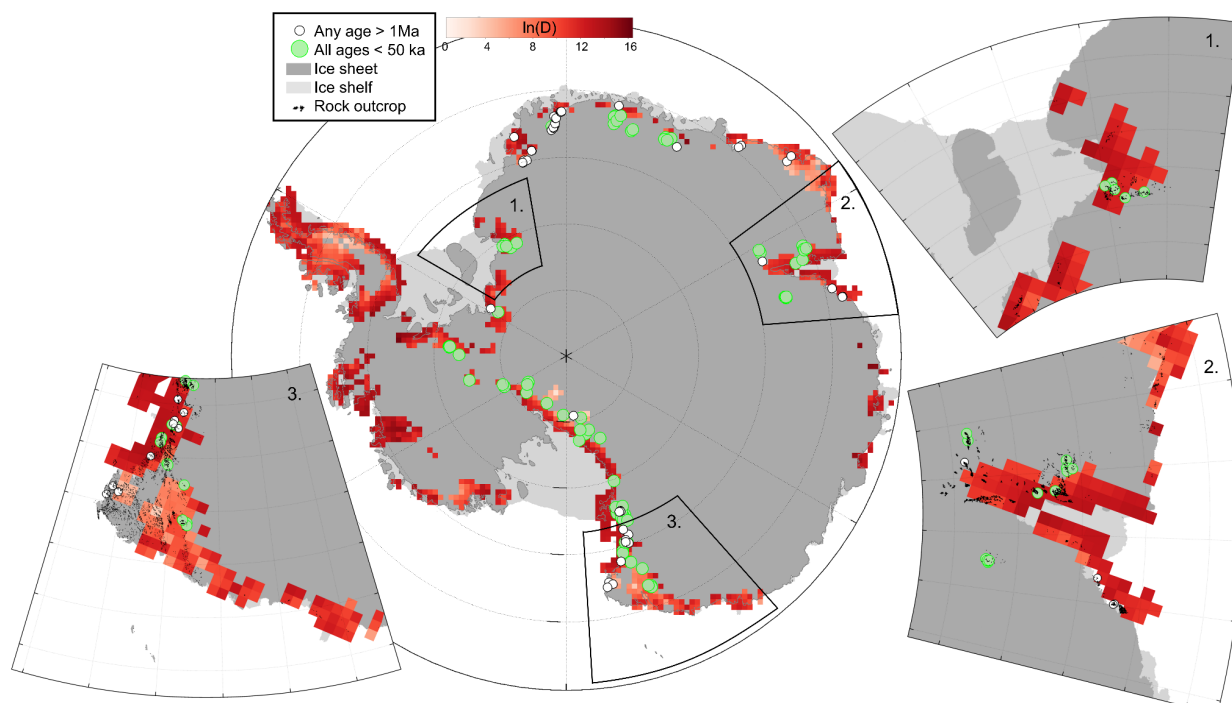 Any age > 1Ma
All ages < 50 ka
Ice sheet
Ice shelf
Rock outcrop
ln(D)
0 4 8 12 16
1.
2.
3.
1.
2.
3.